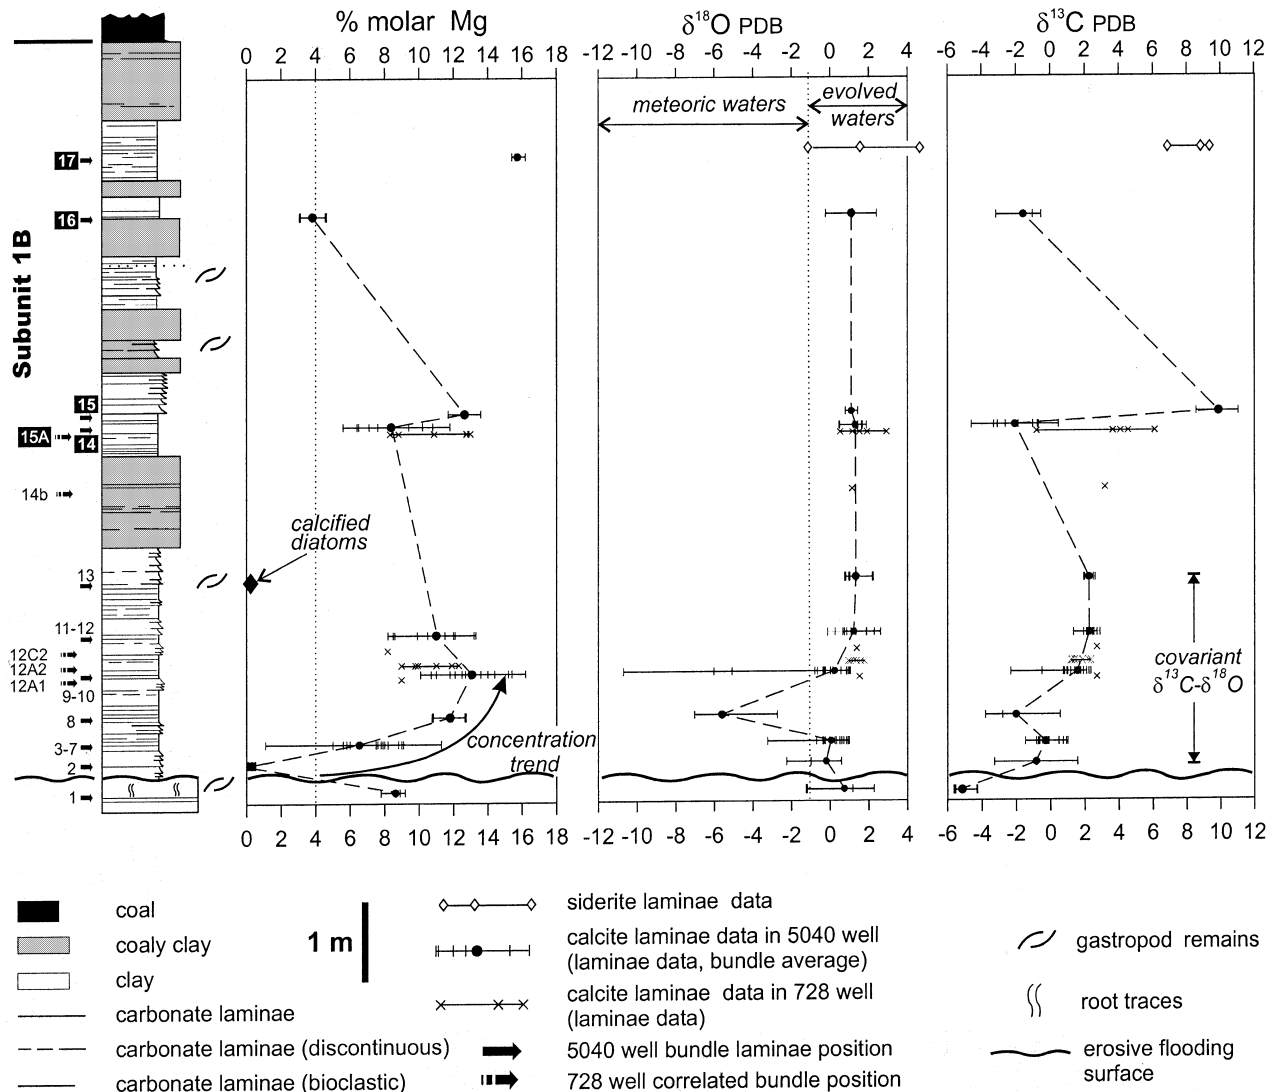 % molar Mg
δ18O PDB
δ13C PDB
0 2 4 6 8 10 12 14 16 18
-12 -10 -8 -6 -4 -2 0 2 4
-6 -4 -2 0 2 4 6 8 10 12
meteoric waters
evolved
waters
Subunit 1B
17
16
15
15A
14
14b
13
11-12
12C2
12A2
12A1
9-10
8
3-7
2
1
calcified
diatoms
concentration
trend
covariant
δ13C-δ18O
0 2 4 6 8 10 12 14 16 18
-12 -10 -8 -6 -4 -2 0 2 4
-6 -4 -2 0 2 4 6 8 10 12
coal
coaly clay
clay
carbonate laminae
carbonate laminae (discontinuous)
carbonate laminae (bioclastic)
1 m
siderite laminae data
calcite laminae data in 5040 well
(laminae data, bundle average)
calcite laminae data in 728 well
(laminae data)
5040 well bundle laminae position
728 well correlated bundle position
gastropod remains
root traces
erosive flooding
surface